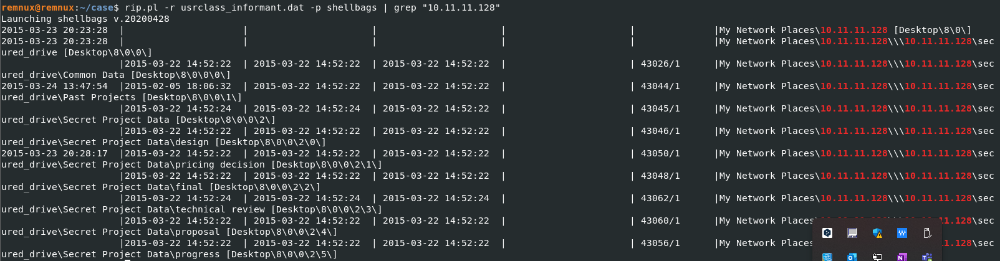 remnux@remnux:~/case$ rip.pl -r usrclass_informant.dat -p shellbags | grep "10.11.11.128"
Launching shellbags v.20200428
2015-03-23 20:23:28  |                     |                      |                      |                      |              |My Network Places\10.11.11.128 [Desktop\8\0\]
2015-03-23 20:23:28  |                     |                      |                      |                      |              |My Network Places\10.11.11.128\\\10.11.11.128\sec
ured_drive [Desktop\8\0\0\]
                     |2015-03-22 14:52:22  | 2015-03-22 14:52:22  | 2015-03-22 14:52:22  |                      | 43026/1      |My Network Places\10.11.11.128\\\10.11.11.128\sec
ured_drive\Common Data [Desktop\8\0\0\0\]
2015-03-24 13:47:54  |2015-02-05 18:06:32  | 2015-03-22 14:52:22  | 2015-03-22 14:52:22  |                      | 43044/1      |My Network Places\10.11.11.128\\\10.11.11.128\sec
ured_drive\Past Projects [Desktop\8\0\0\1\]
                     |2015-03-22 14:52:24  | 2015-03-22 14:52:24  | 2015-03-22 14:52:24  |                      | 43045/1      |My Network Places\10.11.11.128\\\10.11.11.128\sec
ured_drive\Secret Project Data [Desktop\8\0\0\2\]
                     |2015-03-22 14:52:22  | 2015-03-22 14:52:22  | 2015-03-22 14:52:22  |                      | 43046/1      |My Network Places\10.11.11.128\\\10.11.11.128\sec
ured_drive\Secret Project Data\design [Desktop\8\0\0\2\0\]
2015-03-23 20:28:17  |2015-03-22 14:52:22  | 2015-03-22 14:52:22  | 2015-03-22 14:52:22  |                      | 43050/1      |My Network Places\10.11.11.128\\\10.11.11.128\sec
ured_drive\Secret Project Data\pricing decision [Desktop\8\0\0\2\1\]
                     |2015-03-22 14:52:22  | 2015-03-22 14:52:22  | 2015-03-22 14:52:22  |                      | 43048/1      |My Network Places\10.11.11.128\\\10.11.11.128\sec
ured_drive\Secret Project Data\final [Desktop\8\0\0\2\2\]
                     |2015-03-22 14:52:24  | 2015-03-22 14:52:24  | 2015-03-22 14:52:24  |                      | 43062/1      |My Network Places\10.11.11.128\\\10.11.11.128\sec
ured_drive\Secret Project Data\technical review [Desktop\8\0\0\2\3\]
                     |2015-03-22 14:52:22  | 2015-03-22 14:52:22  | 2015-03-22 14:52:22  |                      | 43060/1      |My Network Places\ 11.128\sec
ured_drive\Secret Project Data\proposal [Desktop\8\0\0\2\4\]
                     |2015-03-22 14:52:22  | 2015-03-22 14:52:22  | 2015-03-22 14:52:22  |                      | 43056/1      |My Network Places .128\sec
ured_drive\Secret Project Data\progress [Desktop\8\0\0\2\5\]